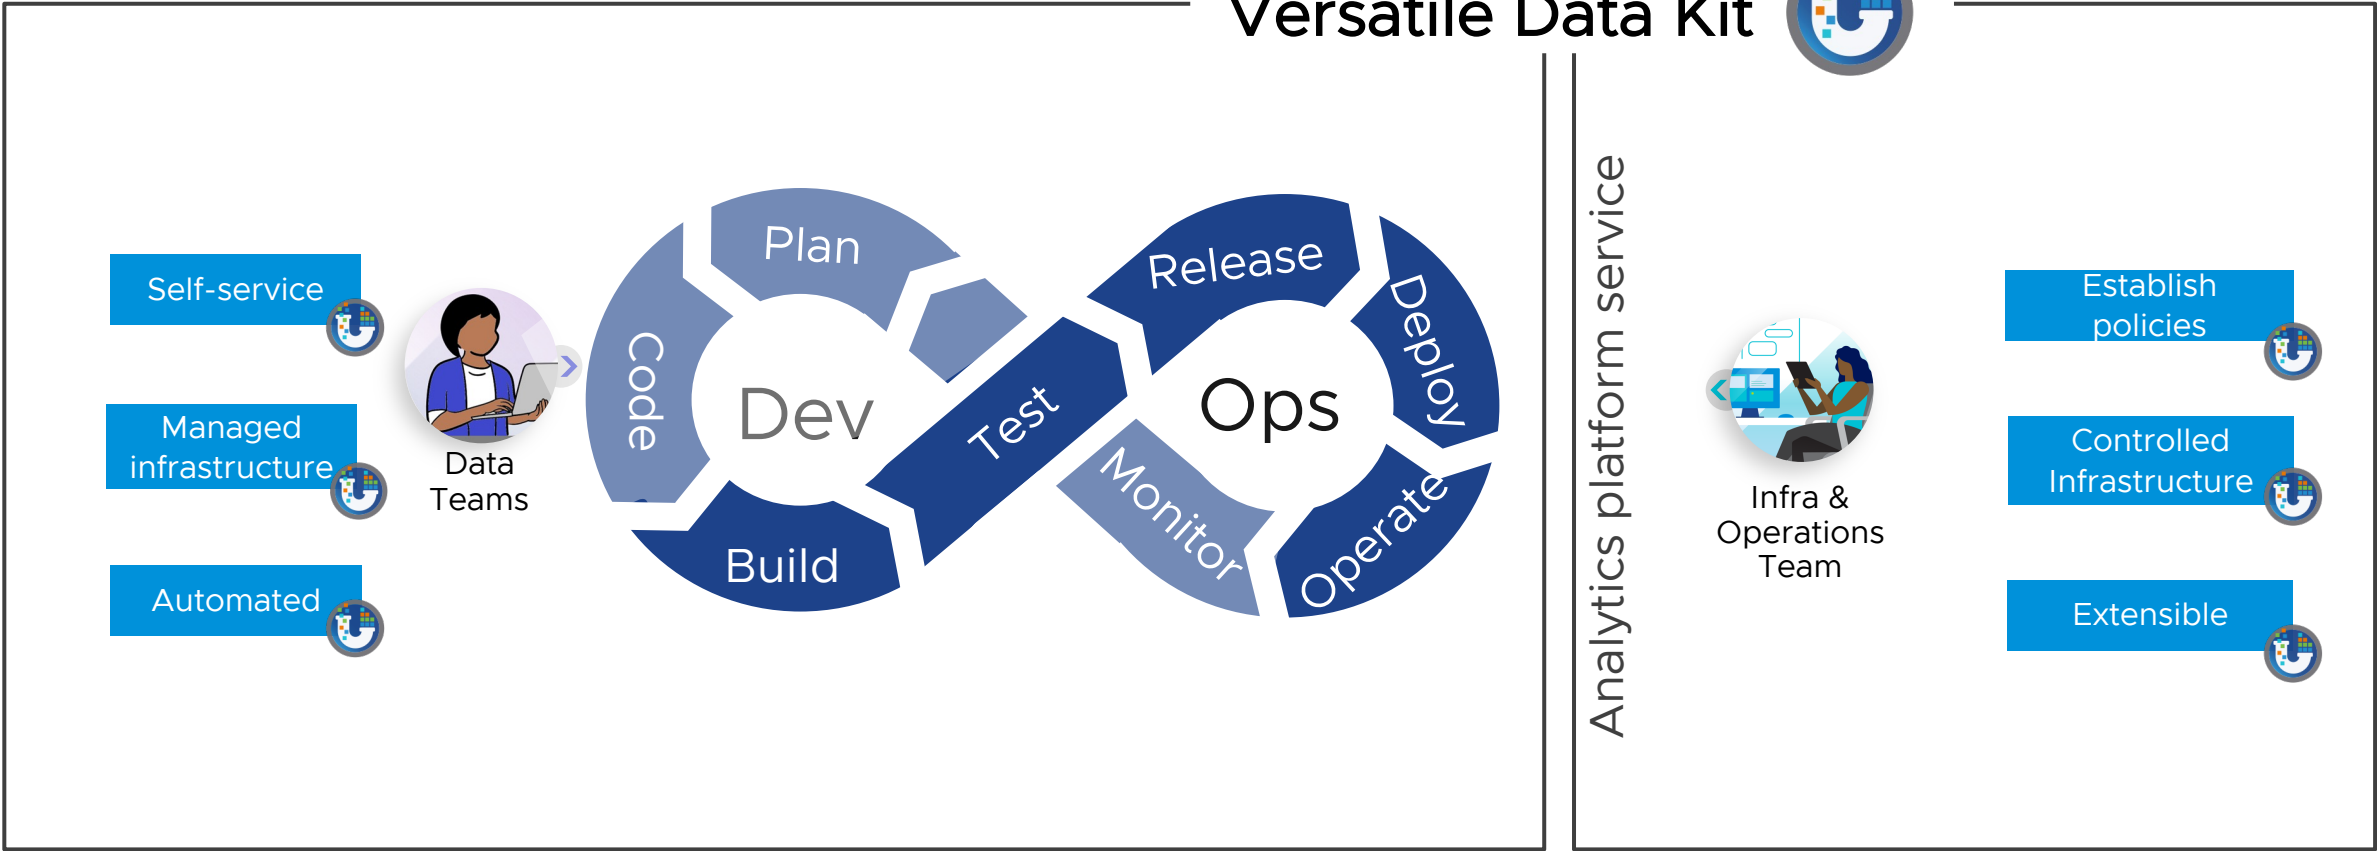 Versatile Data Kit
Self-service
Managed
infrastructure
Automated
Data
Teams
Plan
Code
Dev
Build
Test
Release
Deploy
Ops
Operate
Monitor
Analytics platform service
Infra &
Operations
Team
Establish
policies
Controlled
Infrastructure
Extensible